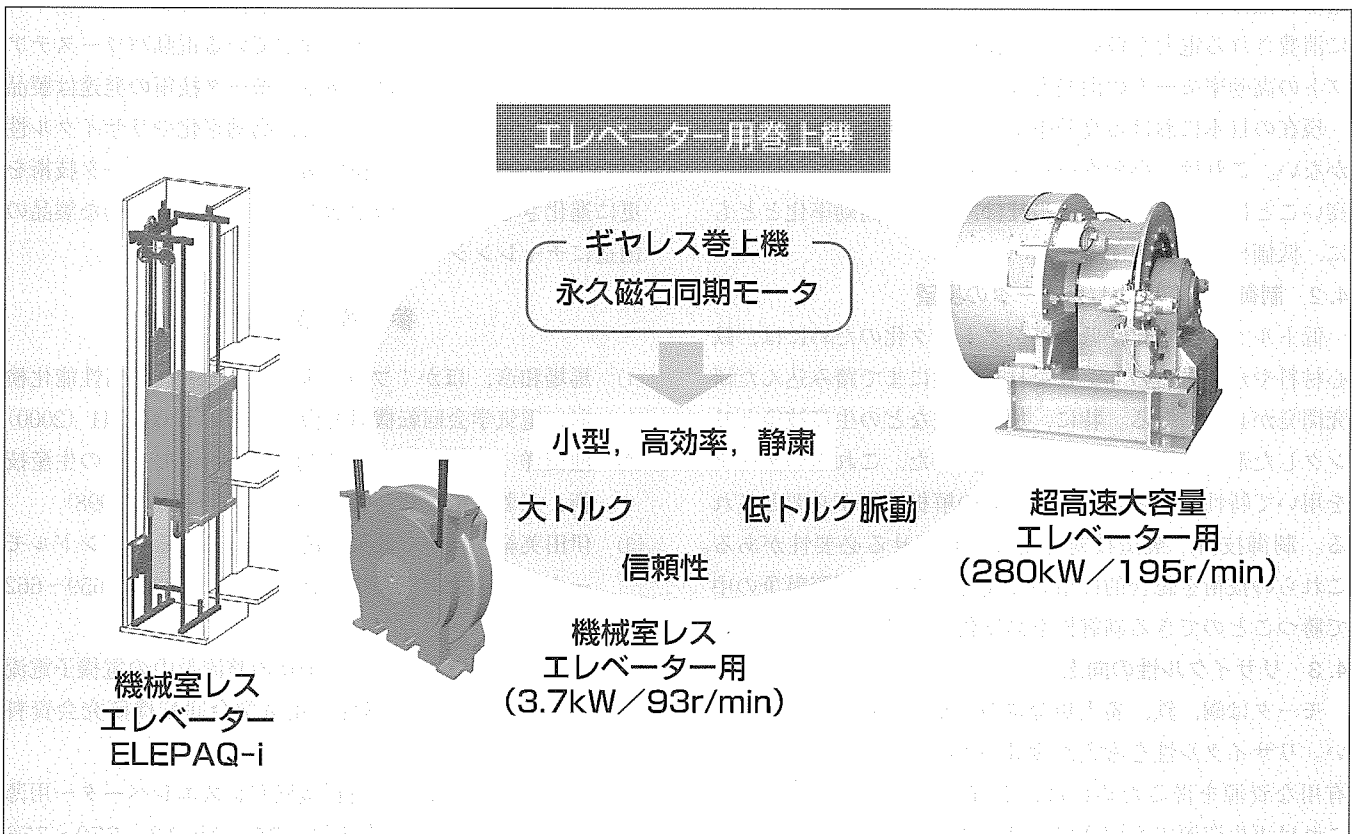 エレベーター用巻上機
ギヤレス巻上機
永久磁石同期モータ
小型，高効率，静粛
大トルク 低トルク脈動
信頼性
機械室レス
エレベーター
ELEPAQ-i
機械室レス
エレベーター用
(3.7kW／93r/min)
超高速大容量
エレベーター用
(280kW／195r/min)